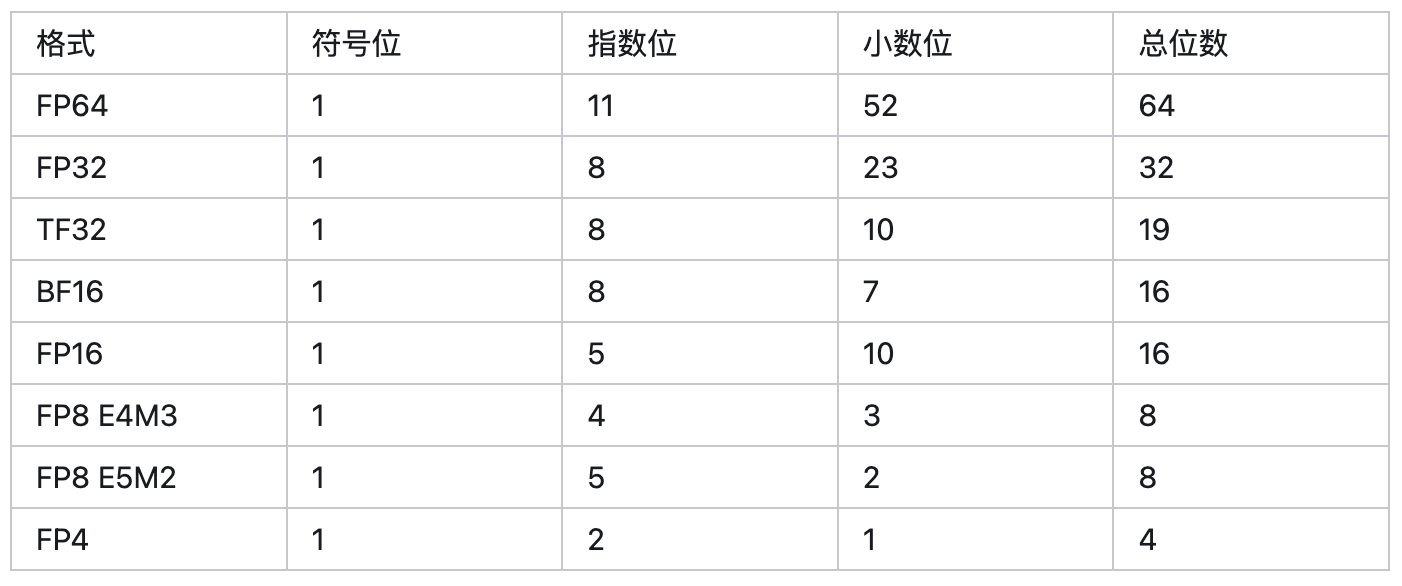 格式 符号位 指数位 小数位 总位数
FP64 1 11 52 64
FP32 1 8 23 32
TF32 1 8 10 19
BF16 1 8 7 16
FP16 1 5 10 16
FP8 E4M3 1 4 3 8
FP8 E5M2 1 5 2 8
FP4 1 2 1 4